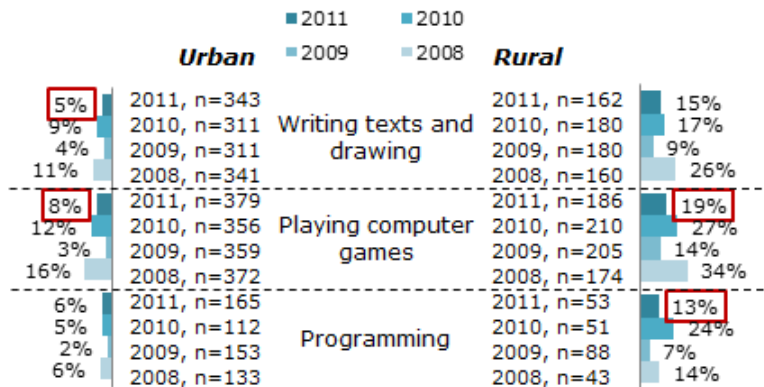 2011 2010
Urban 2009 2008 Rural
5% 2011, n=343 Writing texts and drawing 2011, n=162 15%
9% 2010, n=311 2010, n=180 17%
4% 2009, n=311 2009, n=180 9%
11% 2008, n=341 2008, n=160 26%
8% 2011, n=379 Playing computer games 2011, n=186 19%
12% 2010, n=356 2010, n=210 27%
3% 2009, n=359 2009, n=205 14%
16% 2008, n=372 2008, n=174 34%
6% 2011, n=165 Programming 2011, n=53 13%
5% 2010, n=112 2010, n=51 24%
2% 2009, n=153 2009, n=88 7%
6% 2008, n=133 2008, n=43 14%